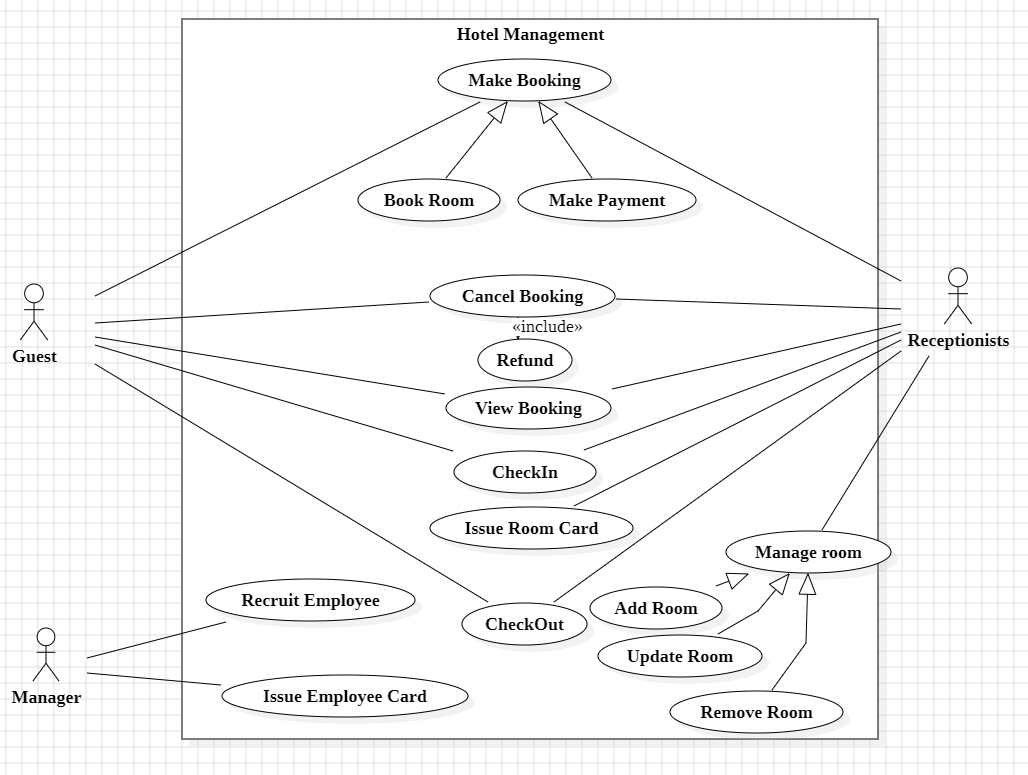 Hotel Management
Make Booking
Book Room
Make Payment
Cancel Booking
«include»
Refund
View Booking
CheckIn
Issue Room Card
CheckOut
Guest
Receptionists
Manage room
Add Room
Update Room
Remove Room
Recruit Employee
Issue Employee Card
Manager